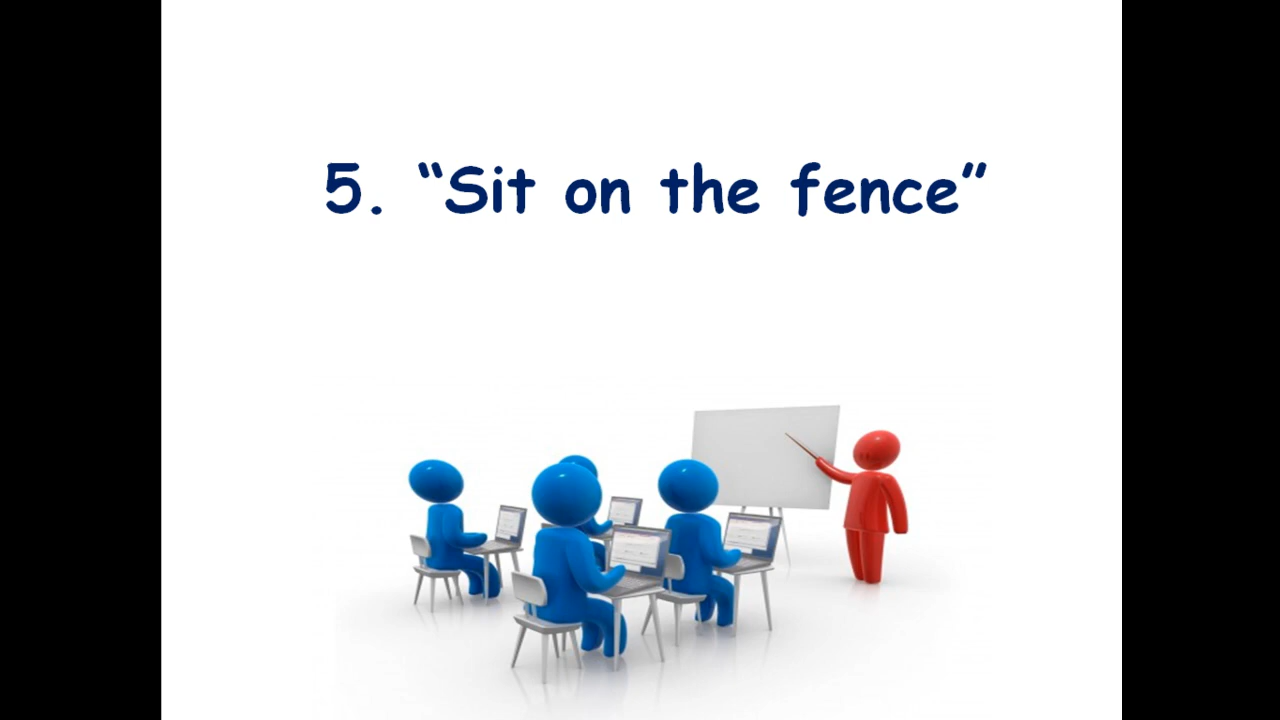 5. “Sit on the fence”